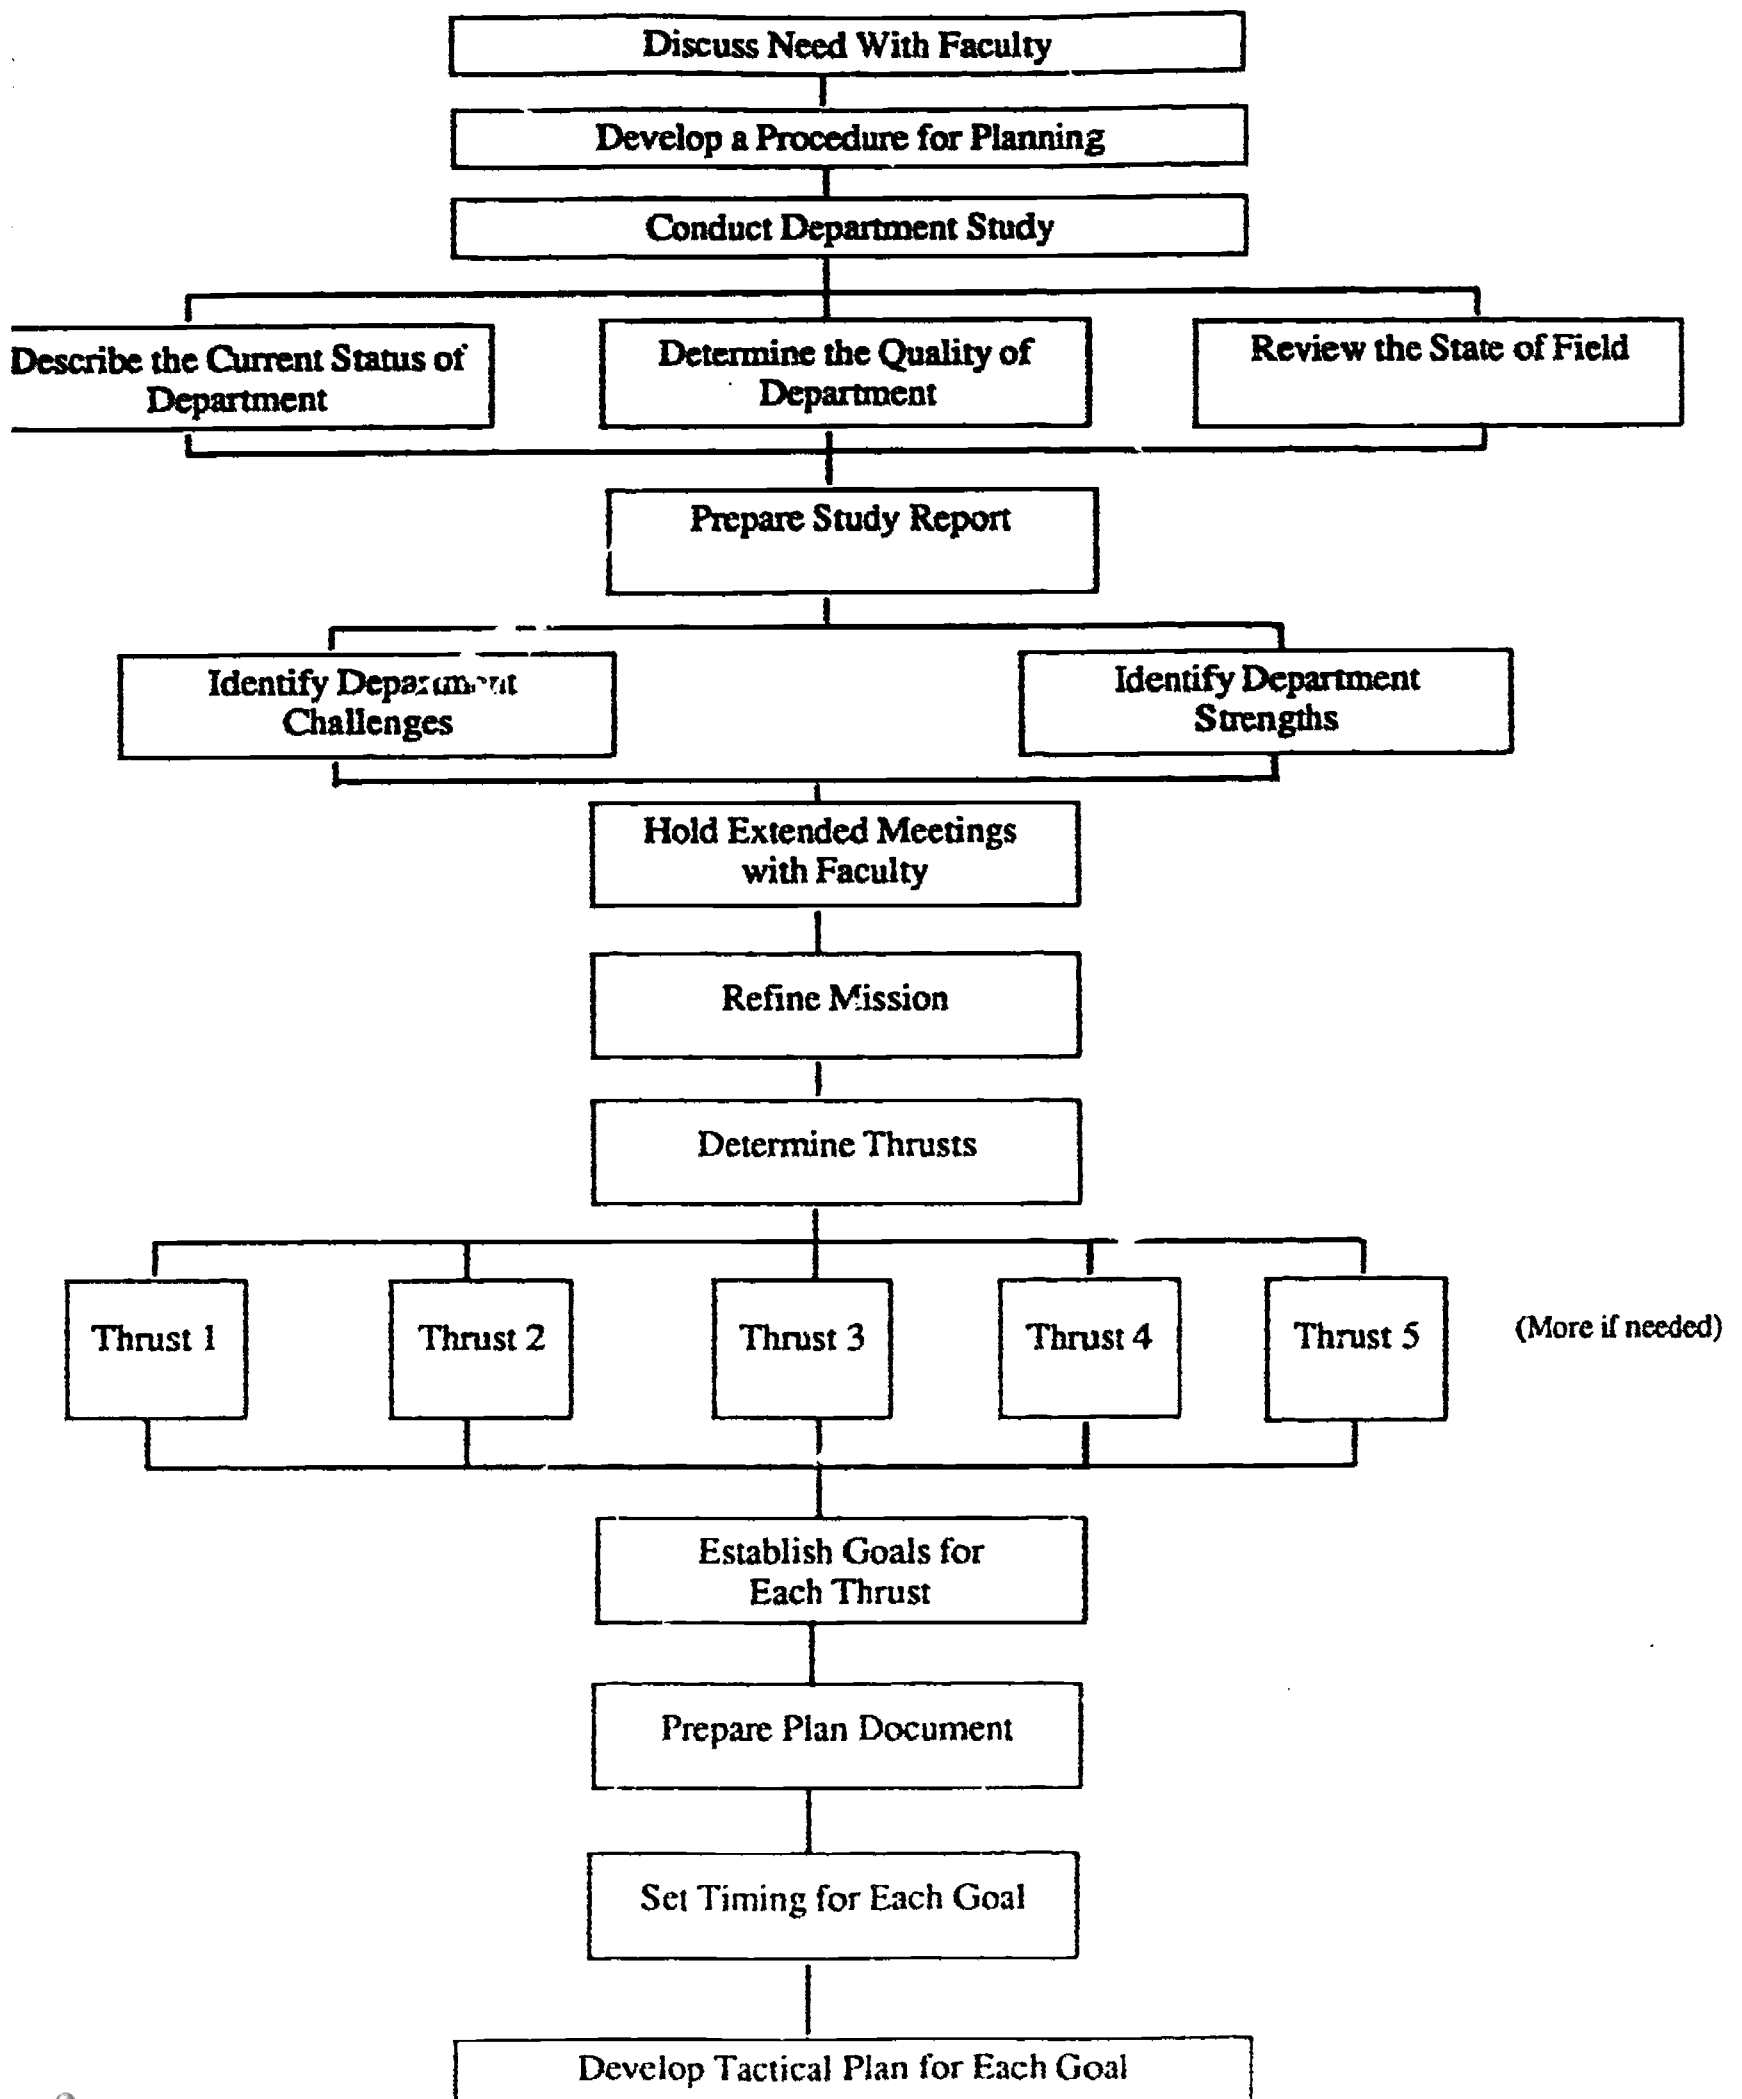 Discuss Need With Faculty
Develop a Procedure for Planning
Conduct Department Study
Describe the Current Status of
Department
Determine the Quality of
Department
Review the State of Field
Prepare Study Report
Identify Department
Challenges
Identify Department
Strengths
Hold Extended Meetings
with Faculty
Refine Mission
Determine Thrusts
Thrust 1
Thrust 2
Thrust 3
Thrust 4
Thrust 5
(More if needed)
Establish Goals for
Each Thrust
Prepare Plan Document
Set Timing for Each Goal
Develop Tactical Plan for Each Goal